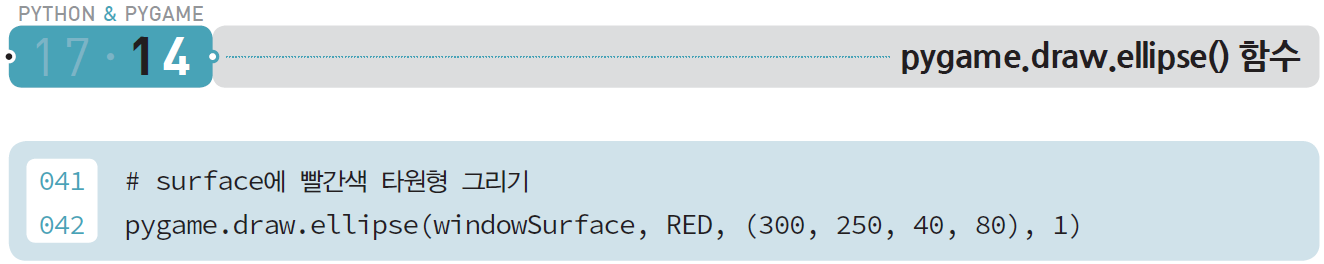 PYTHON & PYGAME
17·14 pygame.draw.ellipse() 함수
041 # surface에 빨간색 타원형 그리기
042 pygame.draw.ellipse(windowSurface, RED, (300, 250, 40, 80), 1)